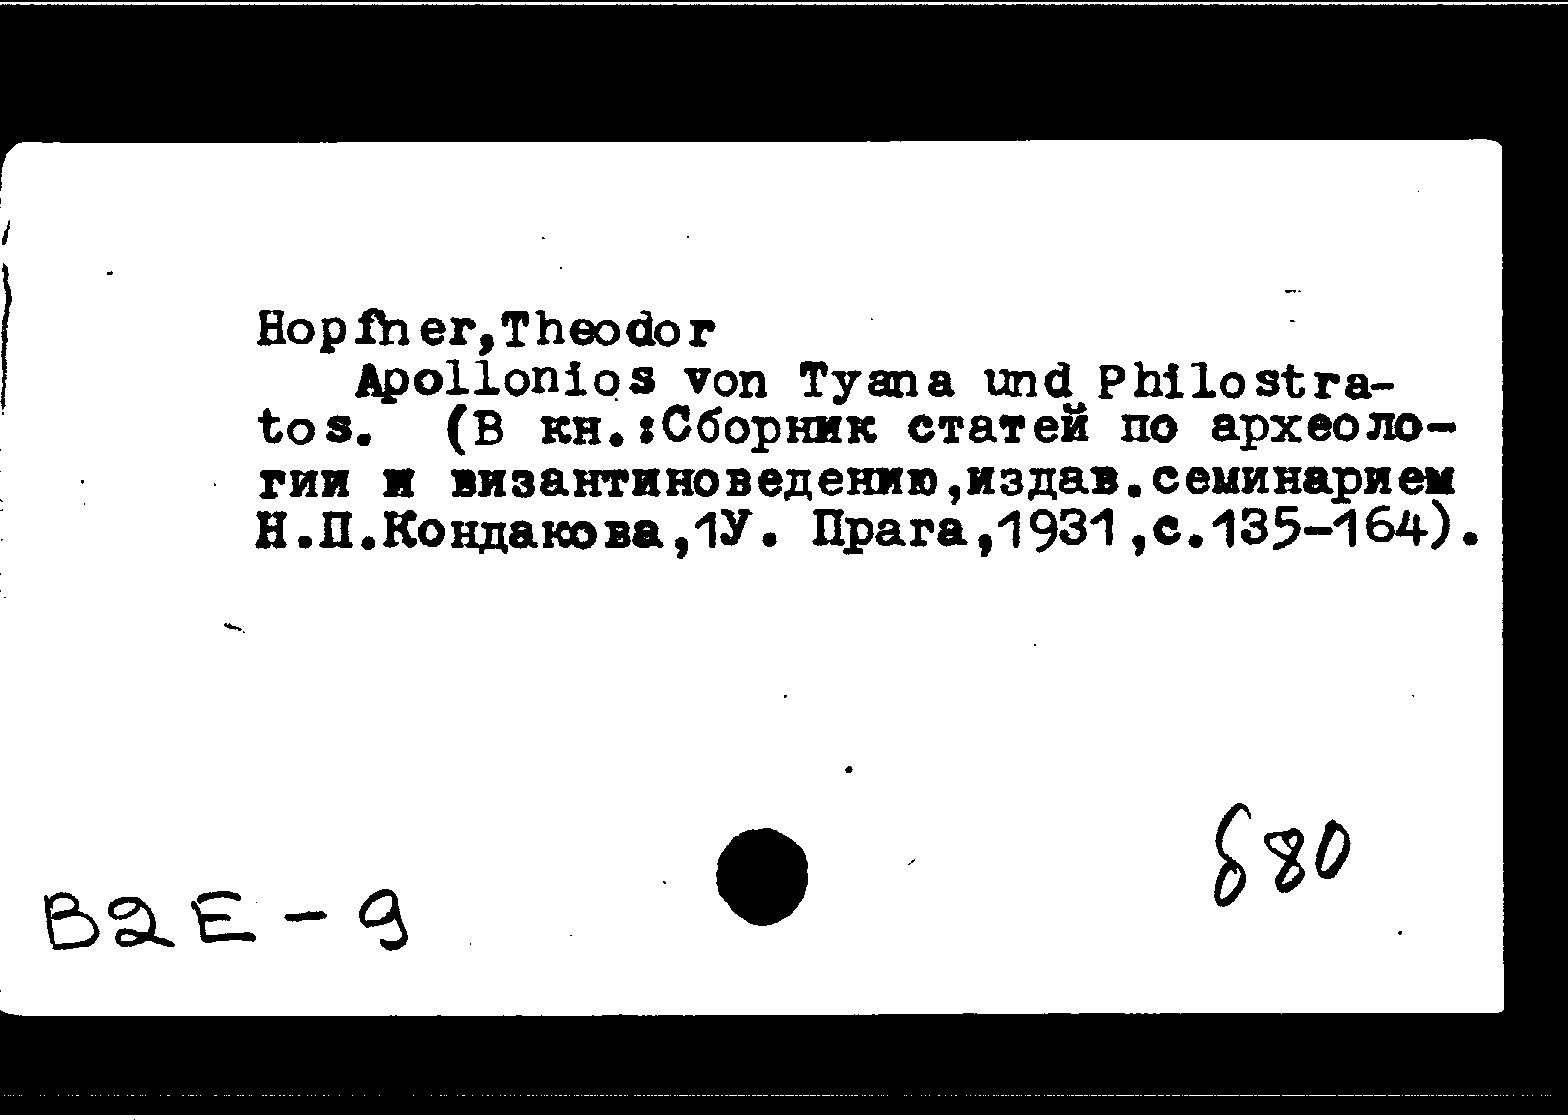 Hopfner,Theodor
Apollonios von Tyana und Philostra-
tos. (В кн.:Сборник статей по археоло-
гии и византиноведению,издав.семинарием
Н.П.Кондакова,1У. Прага,1931,с.135-164).
680
B2E-9